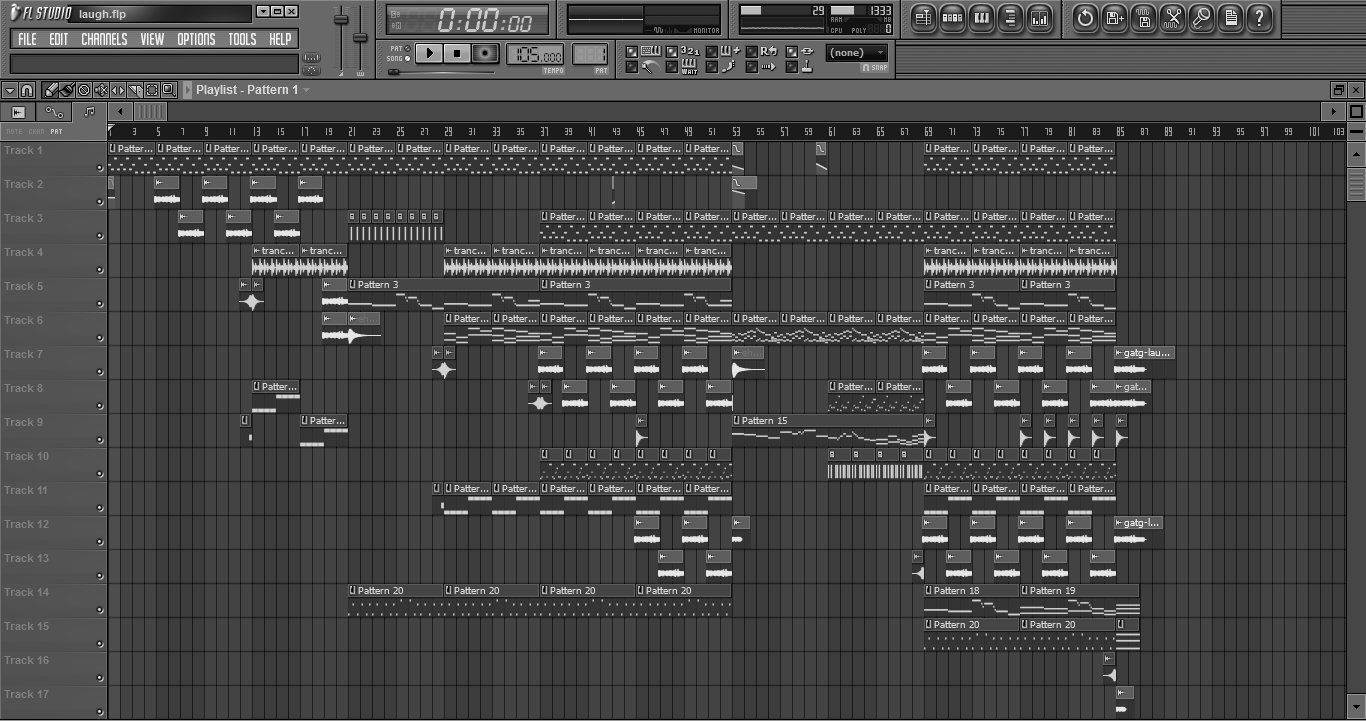 FL STUDIO laugh.flp
FILE EDIT CHANNELS VIEW OPTIONS TOOLS HELP
0:00:00
MONITOR
29
RAM 1333
CPU POLY 0
PAT
SONG
105.000
TEMPO
1
PAT
321
WAIT
(none)
SNAP
Playlist - Pattern 1
NOTE CHAN PAT
1 3 5 7 9 11 13 15 17 19 21 23 25 27 29 31 33 35 37 39 41 43 45 47 49 51 53 55 57 59 61 63 65 67 69 71 73 75 77 79 81 83 85 87 89 91 93 95 97 99 101 103
Track 1 Patter... Patter... Patter... Patter... Patter... Patter... Patter... Patter... Patter... Patter... Patter... Patter... Patter... Patter... Patter... Patter... Patter...
Track 2
Track 3 Patter... Patter... Patter... Patter... Patter... Patter... Patter... Patter... Patter... Patter... Patter... Patter...
Track 4 tranc... tranc... tranc... tranc... tranc... tranc... tranc... tranc... tranc... tranc... tranc... tranc...
Track 5 Pattern 3 Pattern 3 Pattern 3 Pattern 3
Track 6 Patter... Patter... Patter... Patter... Patter... Patter... Patter... Patter... Patter... Patter... Patter... Patter... Patter... Patter...
Track 7 gatg-lau...
Track 8 Patter... Patter... Patter... gat...
Track 9 Patter... Pattern 15
Track 10
Track 11 Patter... Patter... Patter... Patter... Patter... Patter... Patter... Patter... Patter... Patter...
Track 12 gatg-l...
Track 13
Track 14 Pattern 20 Pattern 20 Pattern 20 Pattern 20 Pattern 18 Pattern 19
Track 15 Pattern 20 Pattern 20
Track 16
Track 17